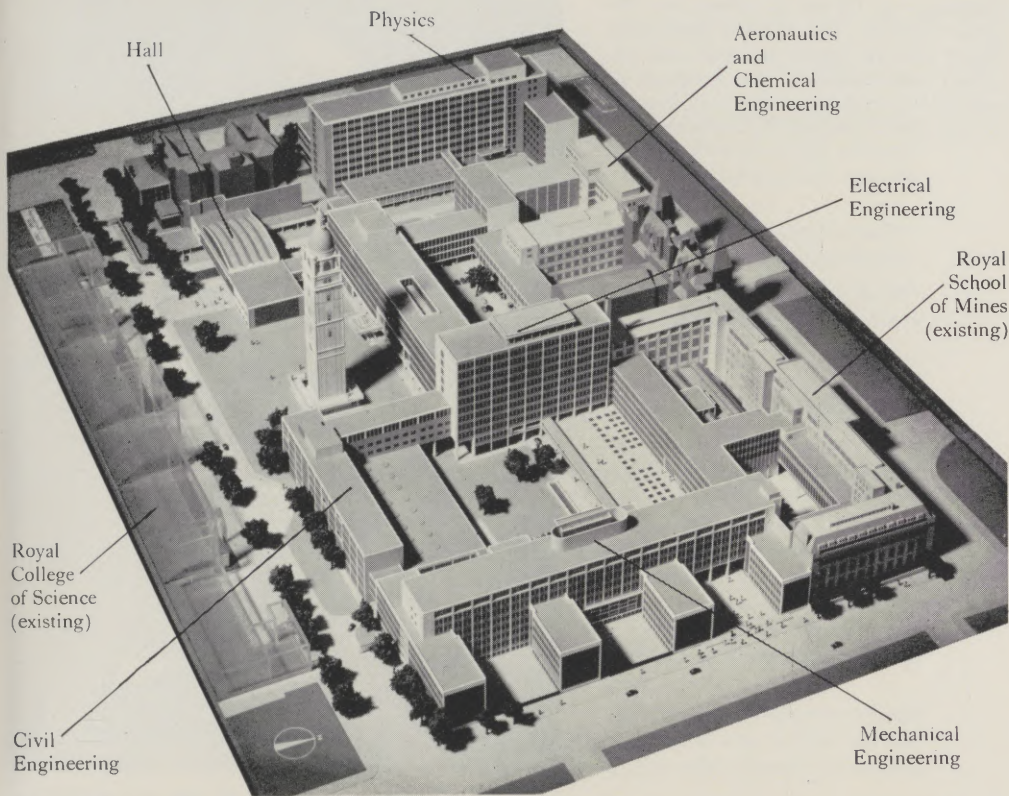 Physics
Hall
Aeronautics
and
Chemical
Engineering
Electrical
Engineering
Royal
School
of Mines
(existing)
Royal
College
of Science
(existing)
Civil
Engineering
Mechanical
Engineering